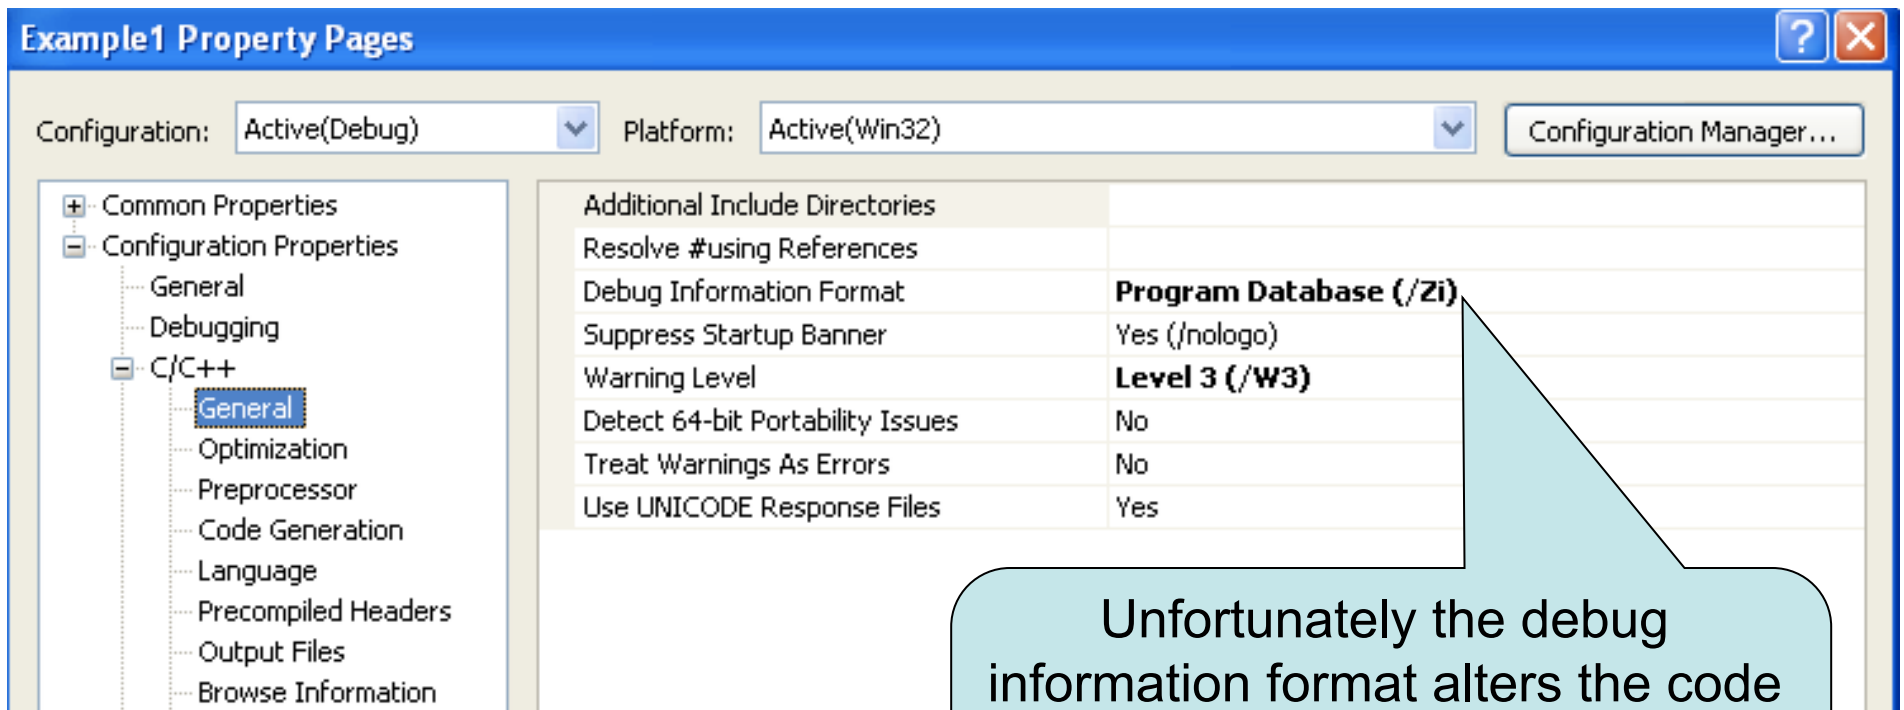 Example1 Property Pages
Configuration: Active(Debug) Platform: Active(Win32) Configuration Manager...
Common Properties
Configuration Properties
General
Debugging
C/C++
General
Optimization
Preprocessor
Code Generation
Language
Precompiled Headers
Output Files
Browse Information
Additional Include Directories
Resolve #using References
Debug Information Format Program Database (/Zi)
Suppress Startup Banner Yes (/nologo)
Warning Level Level 3 (/W3)
Detect 64-bit Portability Issues No
Treat Warnings As Errors No
Use UNICODE Response Files Yes
Unfortunately the debug
information format alters the code